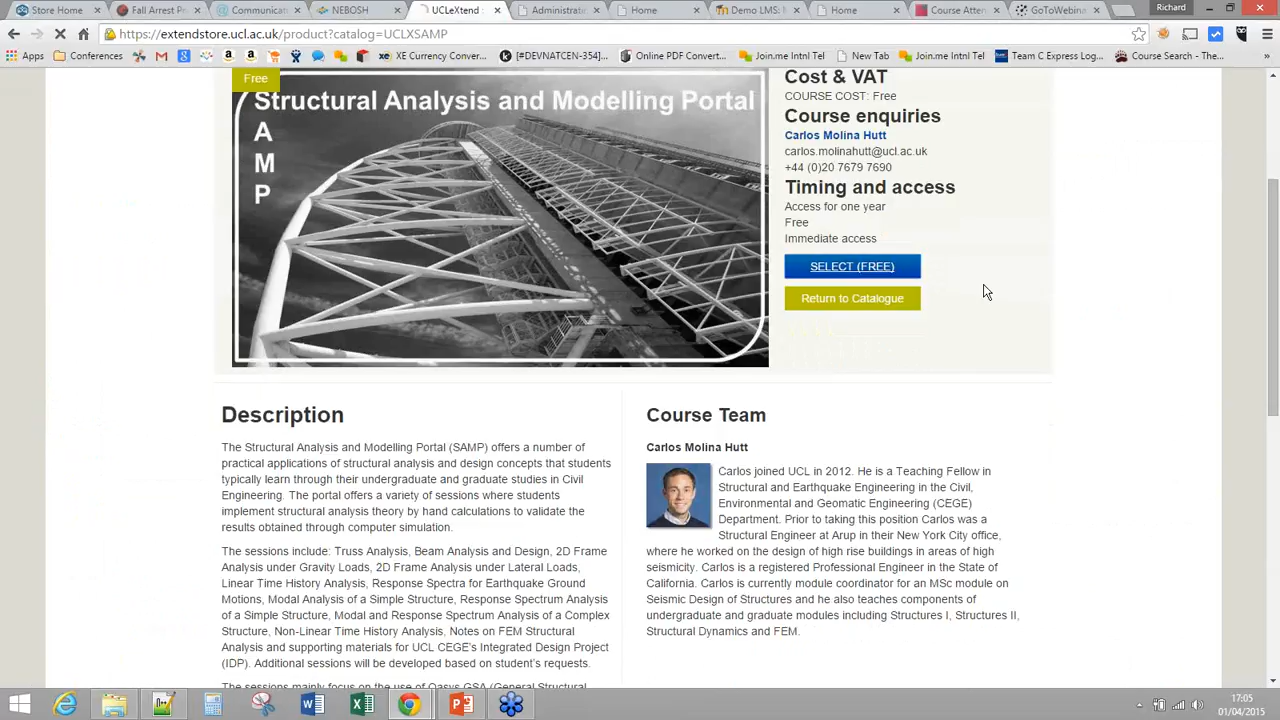 Home
Fall Arrest Pr
Communicati
NEBOSH
UCLeXtend
Administratio
Home
Demo LMS:
Home
Course Atten
GoToWebina
Richard
https://extendstore.ucl.ac.uk/product?catalog=UCLXSAMP
Apps
Conferences
XE Currency Conver...
[#DEVNATCEN-354]...
Online PDF Convert...
Join.me Intnl Tel
New Tab
Join.me Intnl Tel
Team C Express Log...
Course Search - The...
Free
Structural Analysis and Modelling Portal
A
M
P
Cost & VAT
COURSE COST: Free
Course enquiries
Carlos Molina Hutt
carlos.molinahutt@ucl.ac.uk
+44 (0)20 7679 7690
Timing and access
Access for one year
Free
Immediate access
SELECT (FREE)
Return to Catalogue
Description
The Structural Analysis and Modelling Portal (SAMP) offers a number of
practical applications of structural analysis and design concepts that students
typically learn through their undergraduate and graduate studies in Civil
Engineering. The portal offers a variety of sessions where students
implement structural analysis theory by hand calculations to validate the
results obtained through computer simulation.
The sessions include: Truss Analysis, Beam Analysis and Design, 2D Frame
Analysis under Gravity Loads, 2D Frame Analysis under Lateral Loads,
Linear Time History Analysis, Response Spectra for Earthquake Ground
Motions, Modal Analysis of a Simple Structure, Response Spectrum Analysis
of a Simple Structure, Modal and Response Spectrum Analysis of a Complex
Structure, Non-Linear Time History Analysis, Notes on FEM Structural
Analysis and supporting materials for UCL CEGE's Integrated Design Project
(IDP). Additional sessions will be developed based on student's requests.
The sessions mainly focus on the use of Oasys GSA (General Structural
Course Team
Carlos Molina Hutt
Carlos joined UCL in 2012. He is a Teaching Fellow in
Structural and Earthquake Engineering in the Civil,
Environmental and Geomatic Engineering (CEGE)
Department. Prior to taking this position Carlos was a
Structural Engineer at Arup in their New York City office,
where he worked on the design of high rise buildings in areas of high
seismicity. Carlos is a registered Professional Engineer in the State of
California. Carlos is currently module coordinator for an MSc module on
Seismic Design of Structures and he also teaches components of
undergraduate and graduate modules including Structures I, Structures II,
Structural Dynamics and FEM.
17:05
01/04/2015